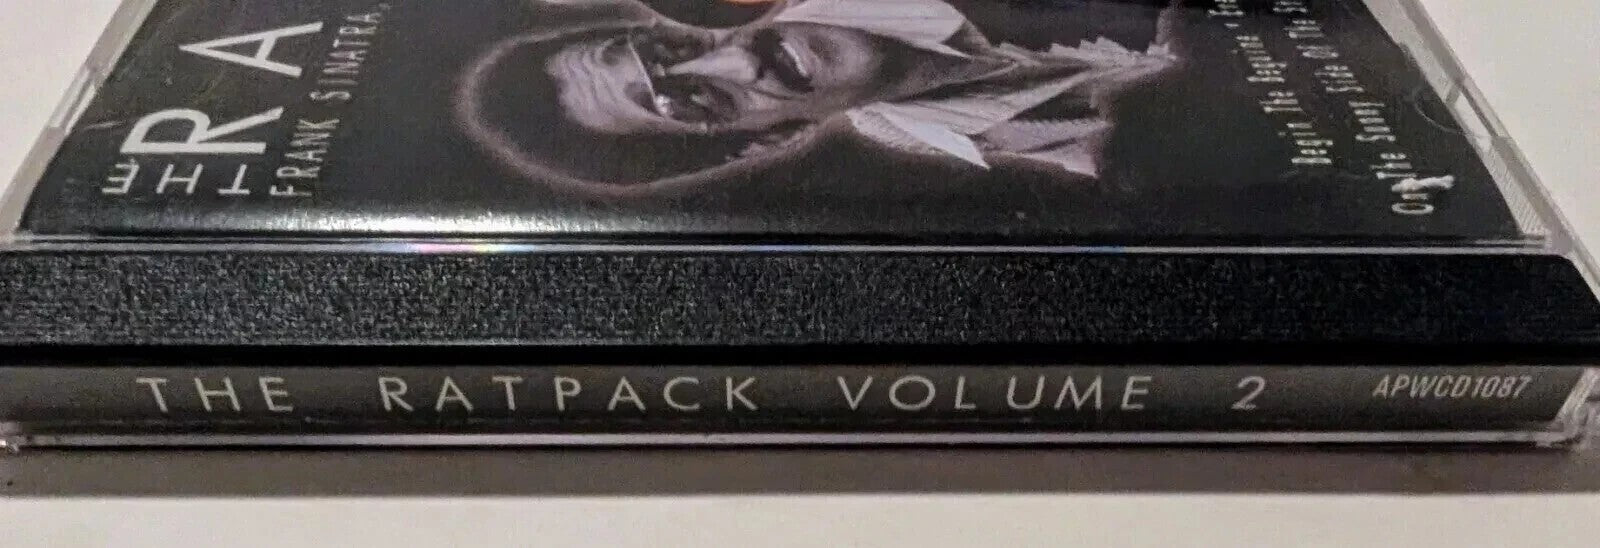 THE RA
FRANK SINATRA,
Begin The Beguine
On The Sunny Side Of The
THE RATPACK VOLUME 2 APWCD1087